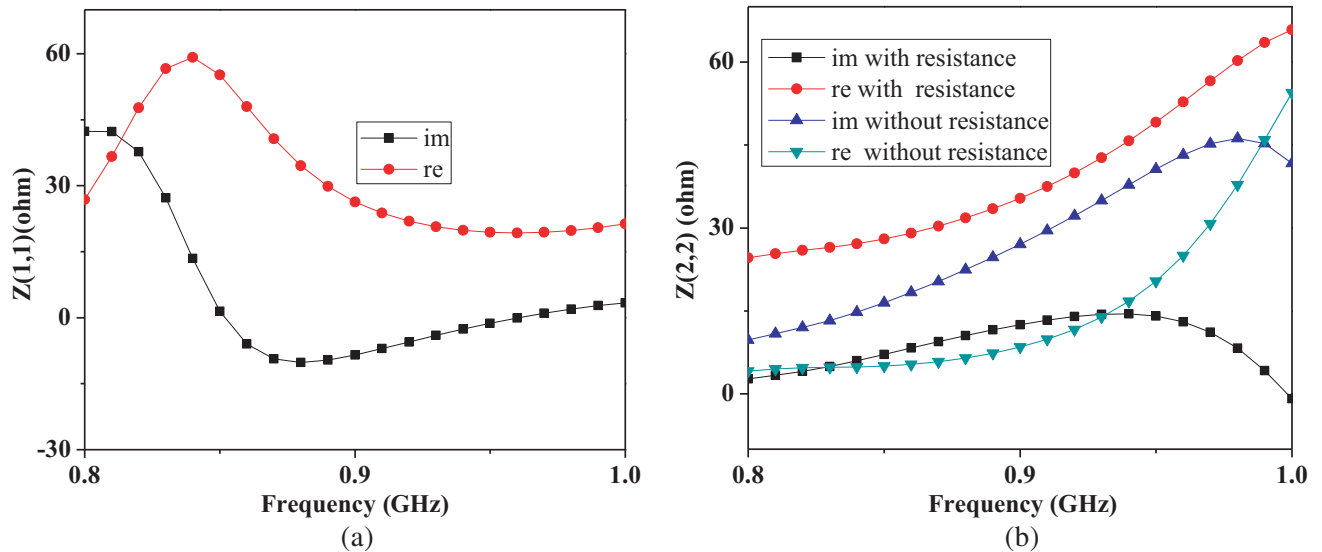 60
30
0
-30
Z(1,1)(ohm)
im
re
0.8
0.9
1.0
Frequency (GHz)
(a)
60
30
0
Z(2,2) (ohm)
im with resistance
re with resistance
im without resistance
re without resistance
0.8
0.9
1.0
Frequency (GHz)
(b)